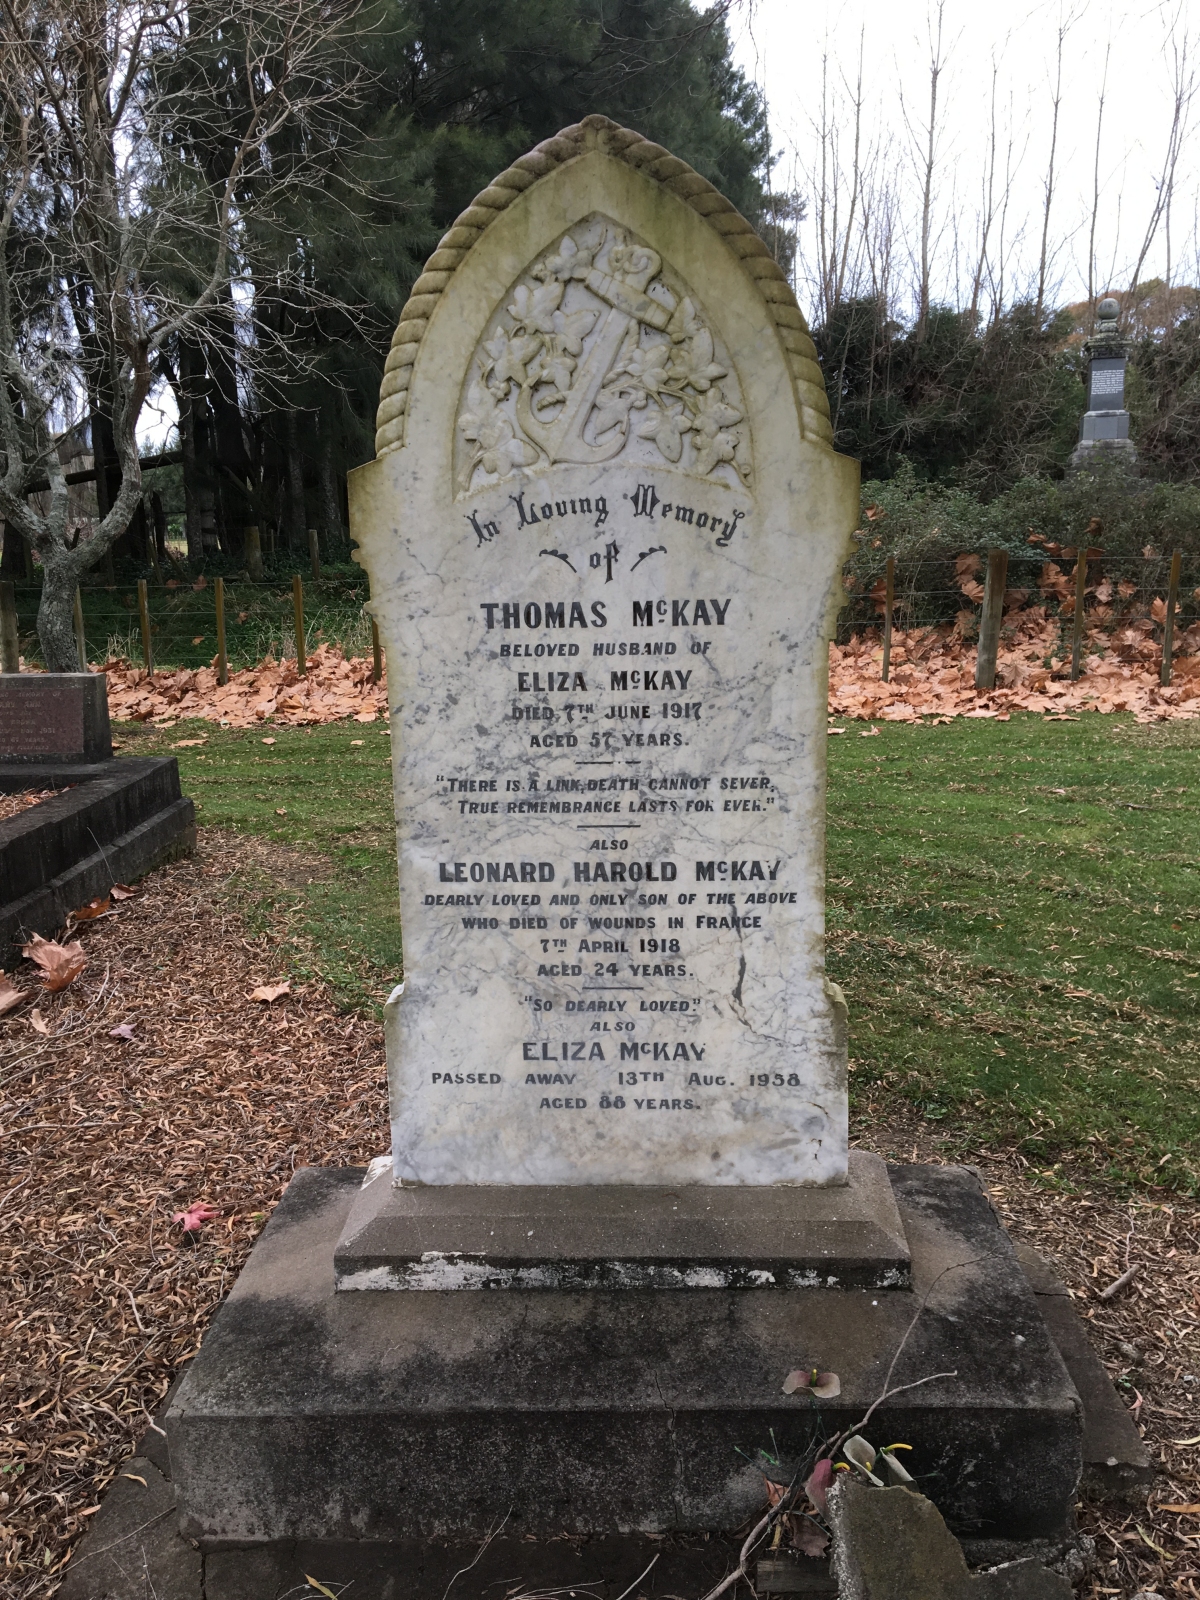 In Loving Memory
of
THOMAS McKAY
BELOVED HUSBAND OF
ELIZA McKAY
DIED 7TH JUNE 1917
AGED 57 YEARS.
"THERE IS A LINK DEATH CANNOT SEVER,
TRUE REMEMBRANCE LASTS FOR EVER."
ALSO
LEONARD HAROLD McKAY
DEARLY LOVED AND ONLY SON OF THE ABOVE
WHO DIED OF WOUNDS IN FRANCE
7TH APRIL 1918
AGED 24 YEARS.
"SO DEARLY LOVED."
ALSO
ELIZA McKAY
PASSED AWAY 13TH AUG. 1958
AGED 88 YEARS.